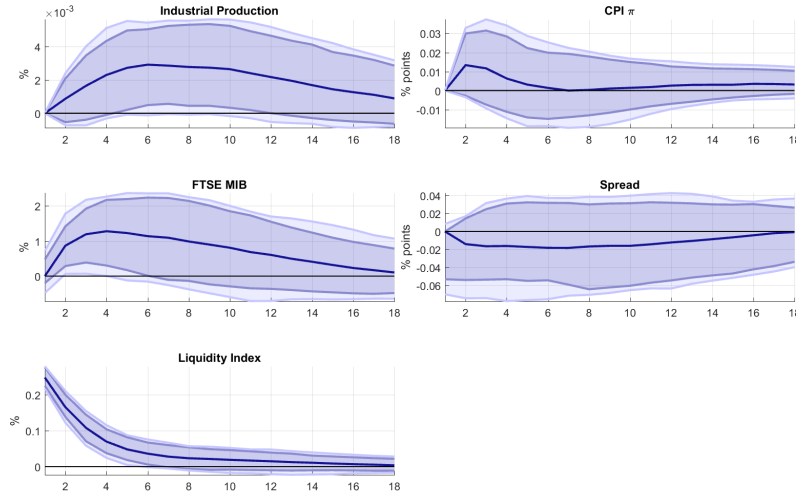 Industrial Production
×10⁻³
4
2
0
%
2 4 6 8 10 12 14 16 18
CPI π
0.03
0.02
0.01
0
-0.01
% points
2 4 6 8 10 12 14 16 18
FTSE MIB
2
1
0
%
2 4 6 8 10 12 14 16 18
Spread
0.04
0.02
0
-0.02
-0.04
-0.06
% points
2 4 6 8 10 12 14 16 18
Liquidity Index
0.2
0.1
0
%
2 4 6 8 10 12 14 16 18